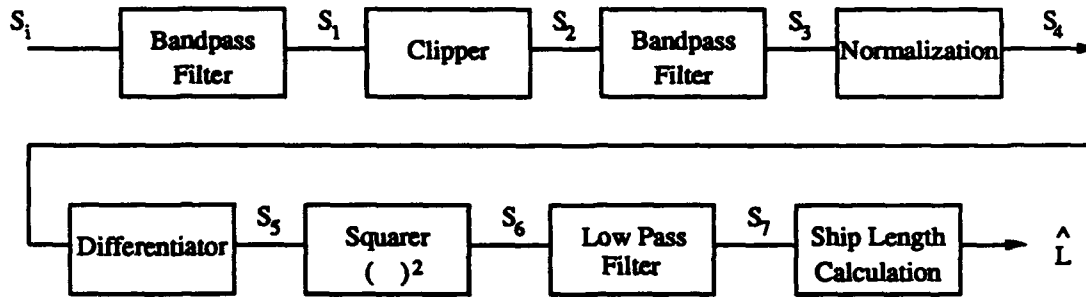 S_i
Bandpass
Filter
S_1
Clipper
S_2
Bandpass
Filter
S_3
Normalization
S_4
Differentiator
S_5
Squarer
( )^2
S_6
Low Pass
Filter
S_7
Ship Length
Calculation
L̂